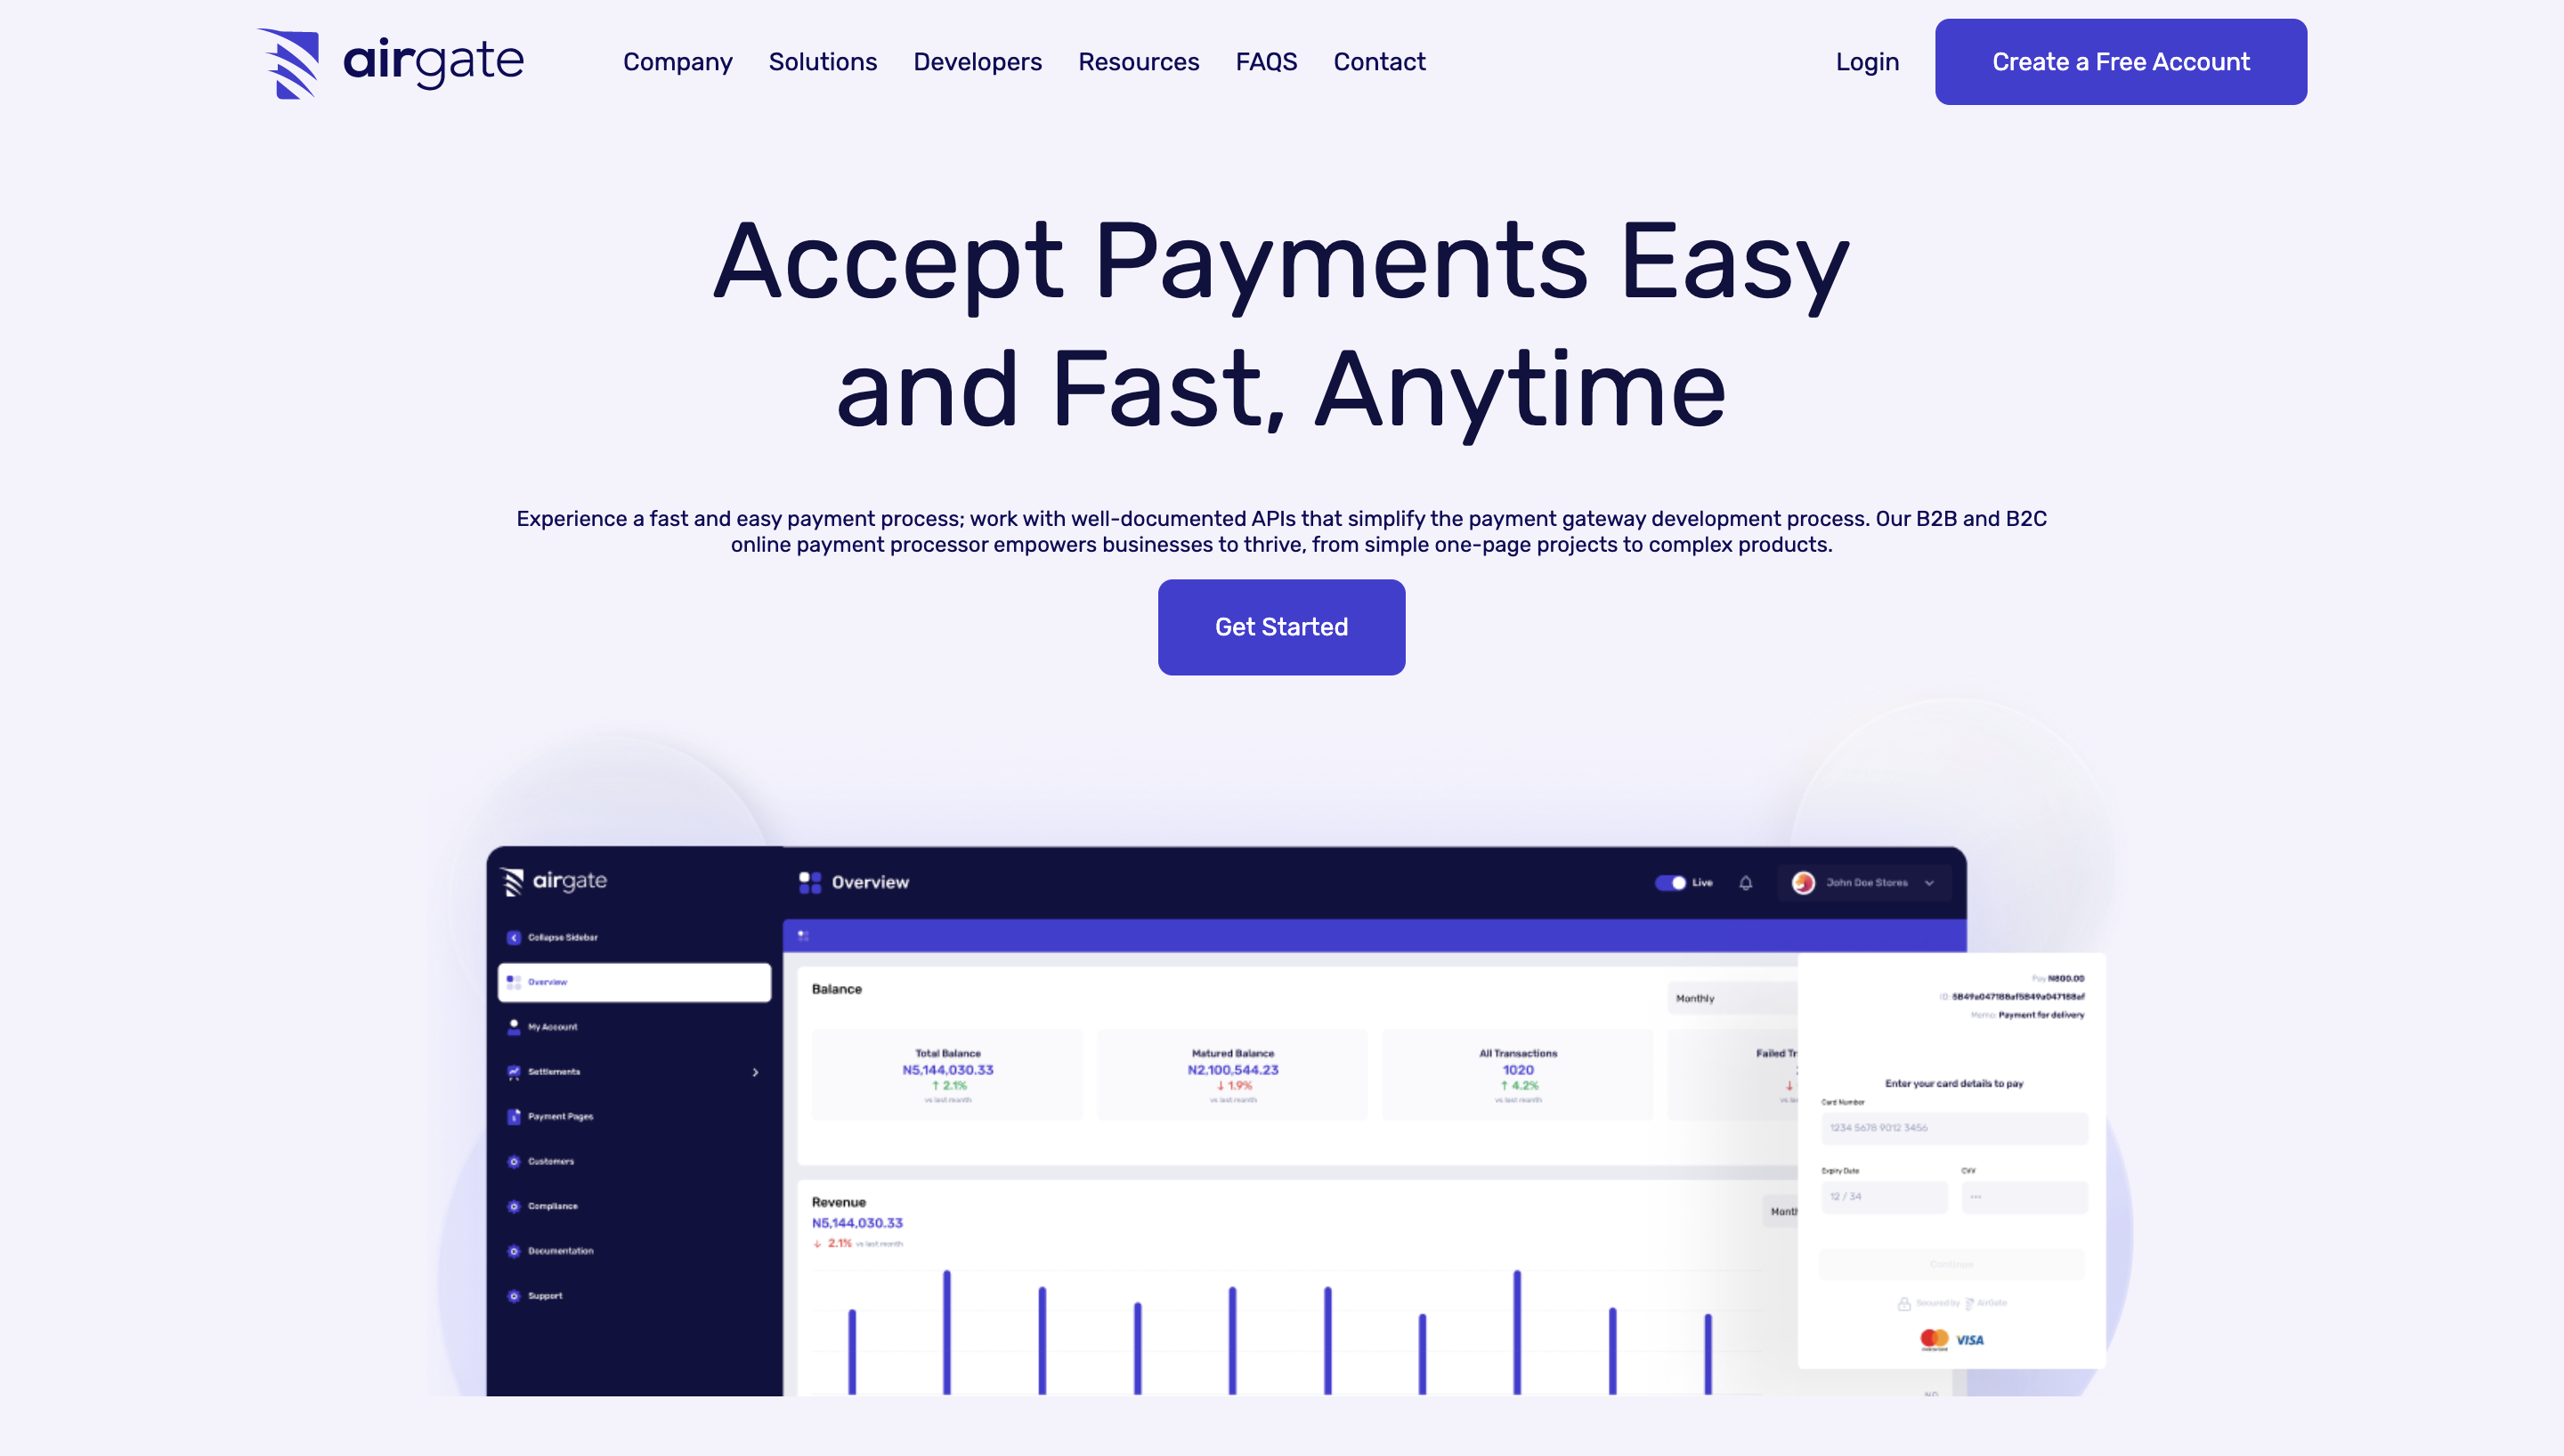 airgate
Company
Solutions
Developers
Resources
FAQS
Contact
Login
Create a Free Account
Accept Payments Easy
and Fast, Anytime
Experience a fast and easy payment process; work with well-documented APIs that simplify the payment gateway development process. Our B2B and B2C
online payment processor empowers businesses to thrive, from simple one-page projects to complex products.
Get Started
airgate
Overview
Live
John Doe Stores
Collapse Sidebar
Overview
My Account
Settlements
Payment Pages
Customers
Compliance
Documentation
Support
Balance
Monthly
Total Balance
N5,144,030.33
↑ 2.1%
vs last month
Matured Balance
N2,100,544.23
↓ 1.9%
vs last month
All Transactions
1020
↑ 4.2%
vs last month
Failed Tr
Revenue
N5,144,030.33
↓ 2.1% vs last month
Month
Pay N800.00
ID: 5849a047188af5849a047188af
Memo: Payment for delivery
Enter your card details to pay
Card Number
1234 5678 9012 3456
Expiry Date
CVV
12 / 34
Continue
Secured by AirGate
VISA